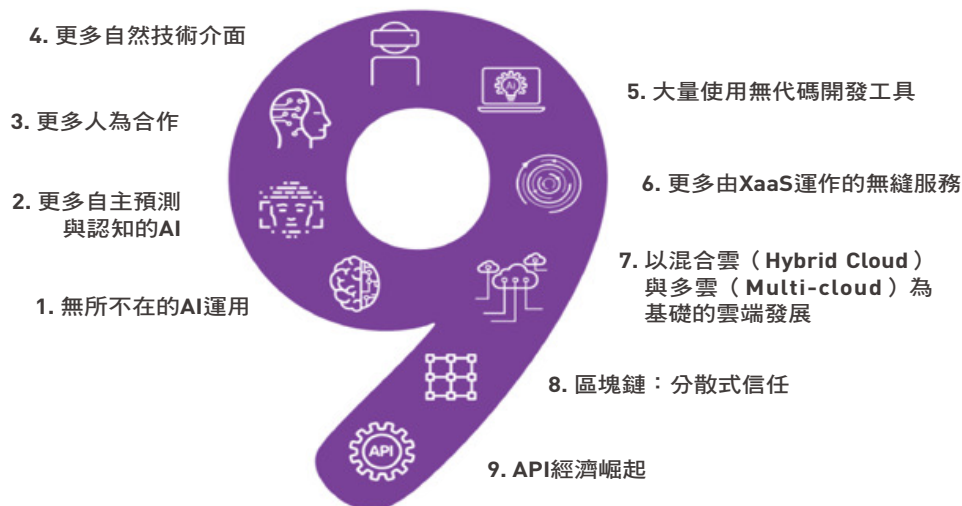 1. 無所不在的AI運用
2. 更多自主預測
與認知的AI
3. 更多人為合作
4. 更多自然技術介面
5. 大量使用無代碼開發工具
6. 更多由XaaS運作的無縫服務
7. 以混合雲（Hybrid Cloud）
與多雲（Multi-cloud）為
基礎的雲端發展
8. 區塊鏈：分散式信任
9. API經濟崛起
AI
API